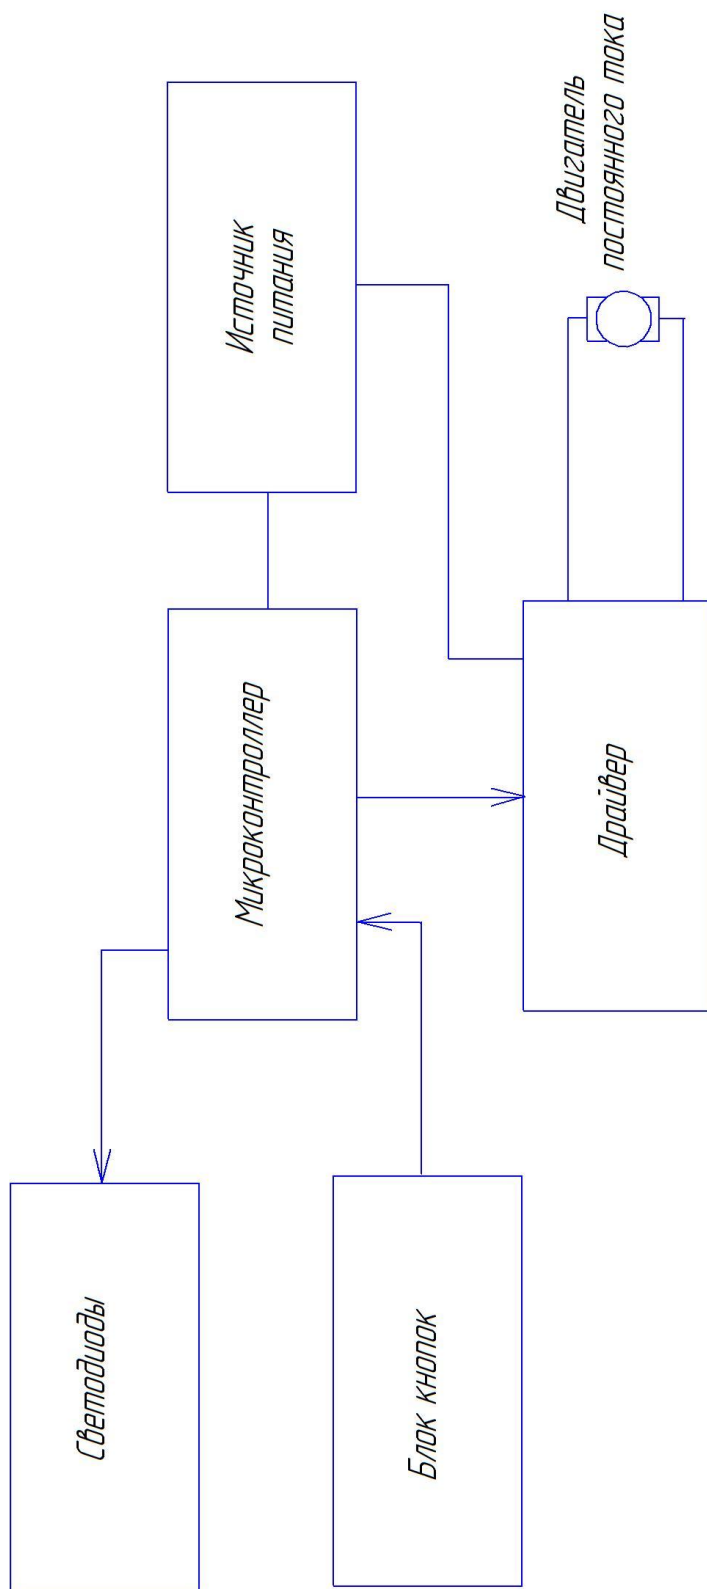 Светодиоды
Микроконтроллер
Источник
питания
Блок кнопок
Драйвер
Двигатель
постоянного тока